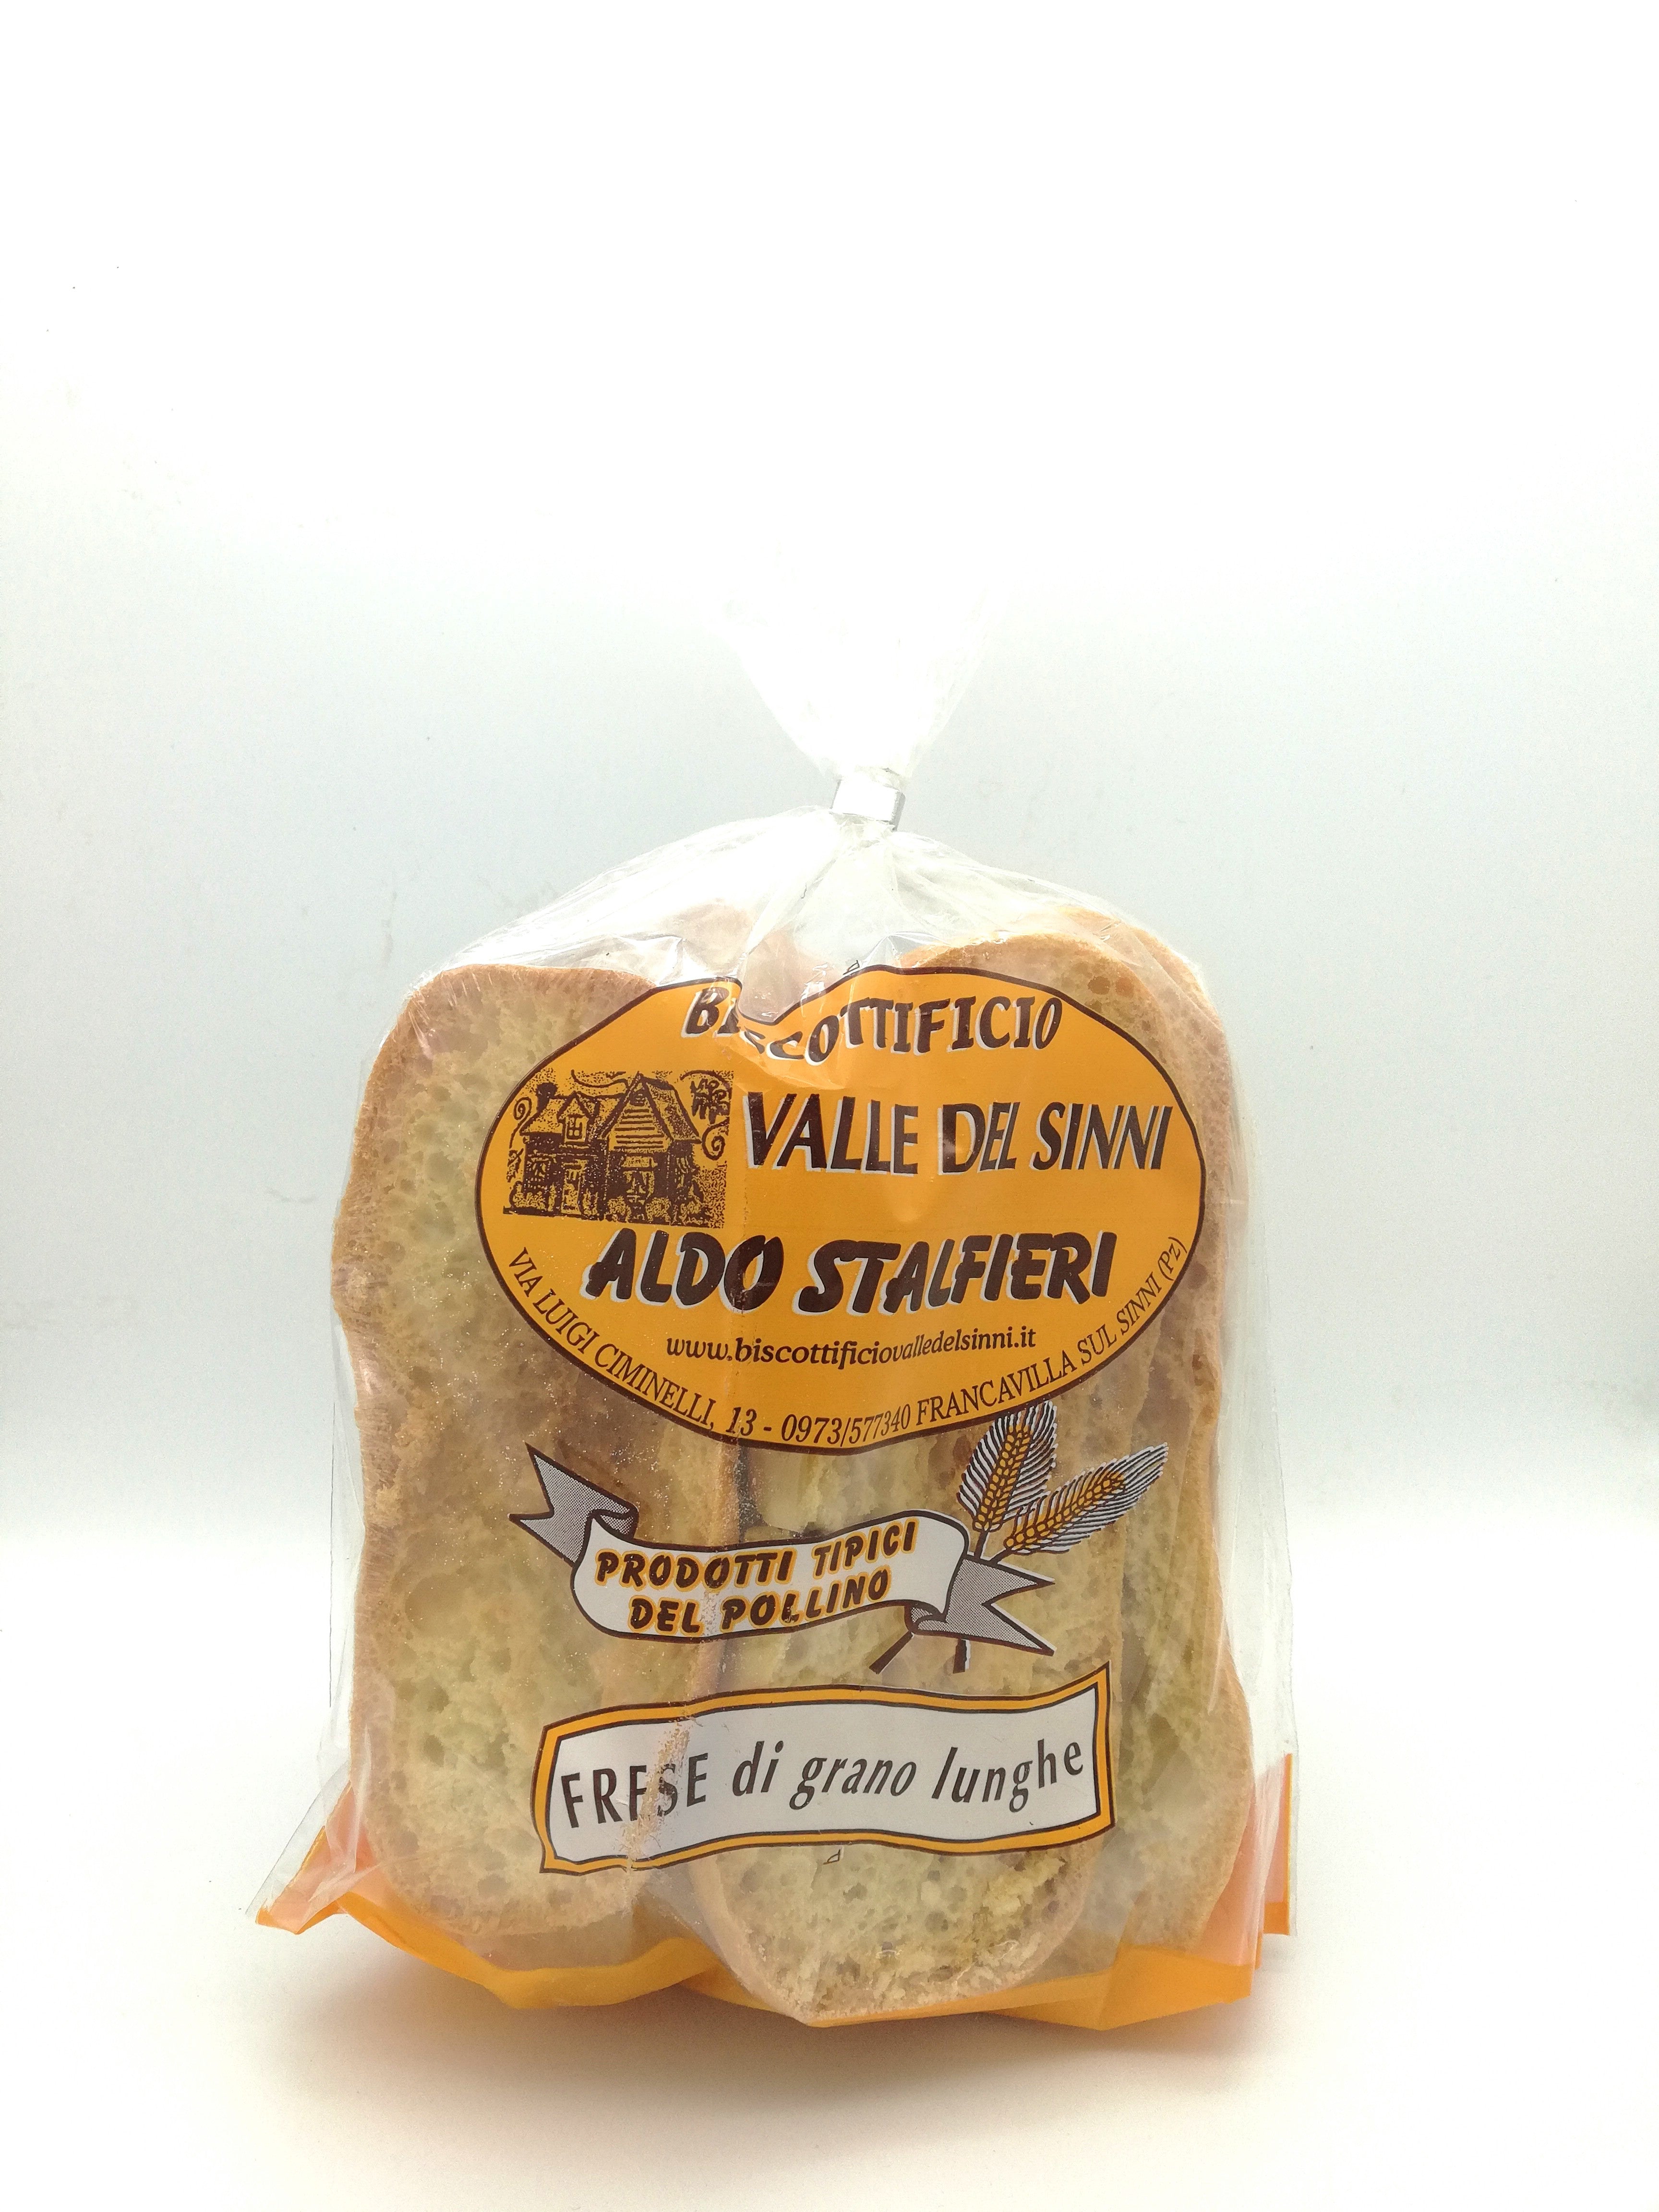 BISCOTTIFICIO
VALLE DEL SINNI
ALDO STALFIERI
www.biscottificiovalledelsinni.it
VIA LUIGI CIMINELLI, 13 - 0973/577340 FRANCAVILLA SUL SINNI (PZ)
PRODOTTI TIPICI
DEL POLLINO
FRESE di grano lunghe